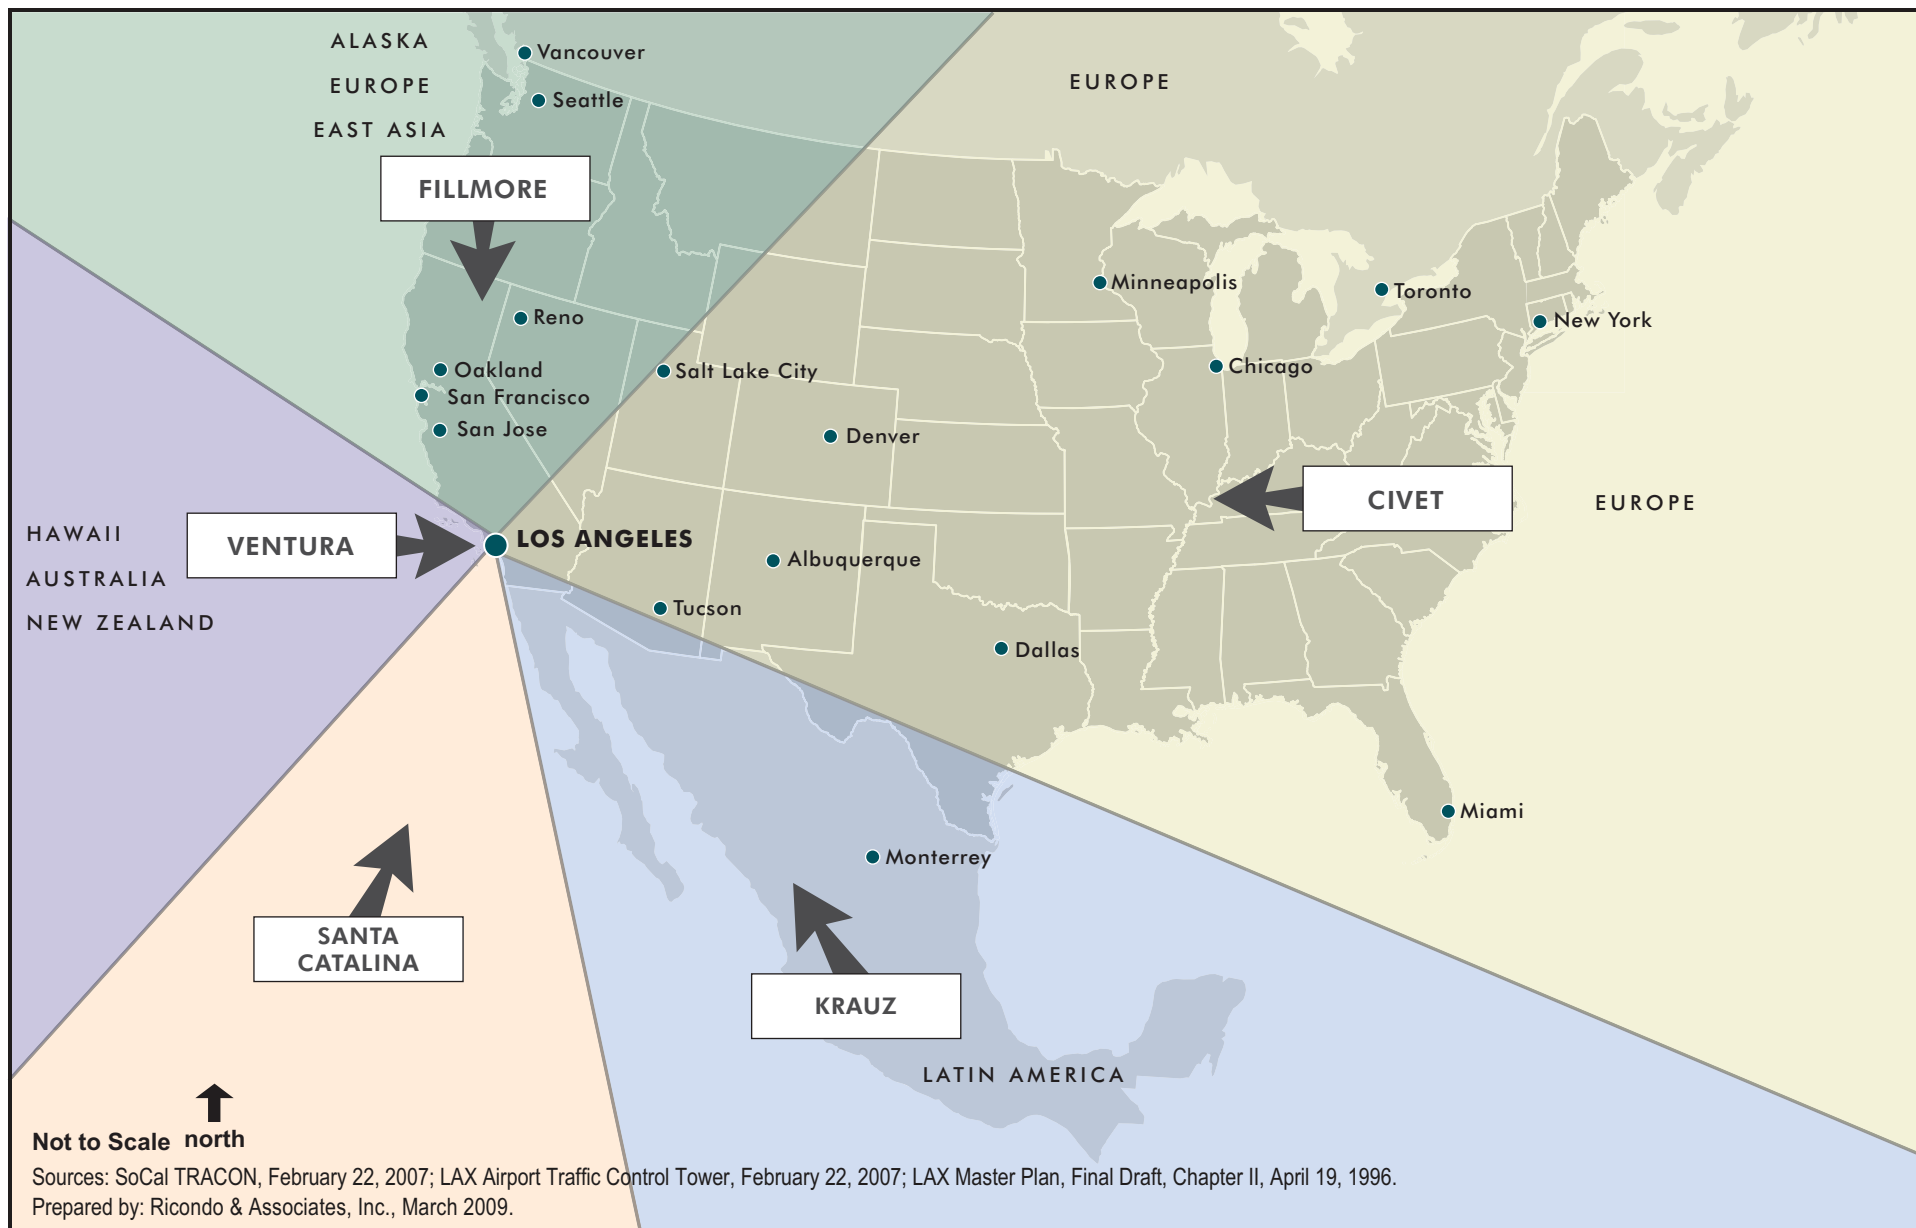 ALASKA
EUROPE
EAST ASIA
Vancouver
Seattle
EUROPE
FILLMORE
Reno
Oakland
San Francisco
San Jose
Salt Lake City
Denver
Minneapolis
Chicago
Toronto
New York
CIVET
EUROPE
HAWAII
AUSTRALIA
NEW ZEALAND
VENTURA
LOS ANGELES
Albuquerque
Tucson
Dallas
Miami
Monterrey
SANTA
CATALINA
KRAUZ
LATIN AMERICA
Not to Scale north
Sources: SoCal TRACON, February 22, 2007; LAX Airport Traffic Control Tower, February 22, 2007; LAX Master Plan, Final Draft, Chapter II, April 19, 1996.
Prepared by: Ricondo & Associates, Inc., March 2009.